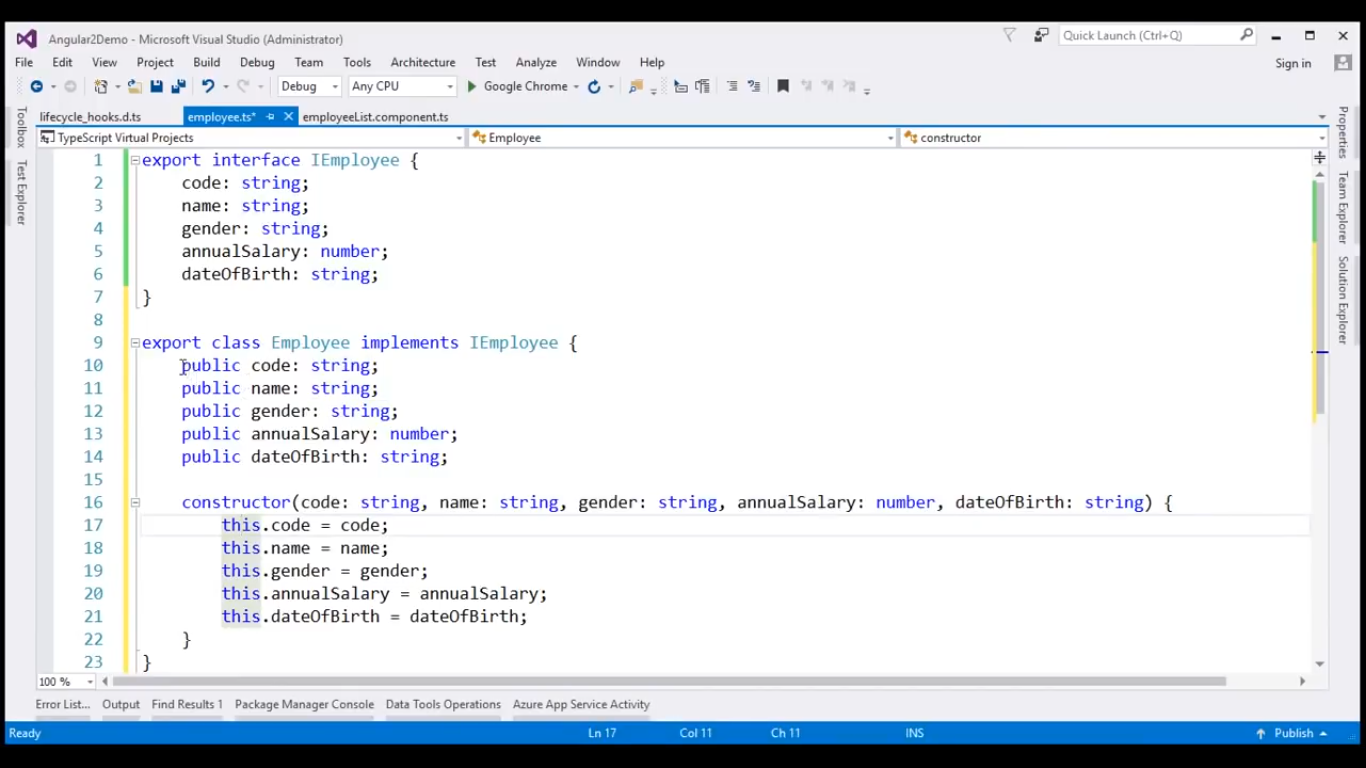 Angular2Demo - Microsoft Visual Studio (Administrator)
Quick Launch (Ctrl+Q)
File Edit View Project Build Debug Team Tools Architecture Test Analyze Window Help
Sign in
Debug Any CPU Google Chrome
lifecycle_hooks.d.ts employee.ts* employeeList.component.ts
TypeScript Virtual Projects Employee constructor
1 export interface IEmployee {
2 code: string;
3 name: string;
4 gender: string;
5 annualSalary: number;
6 dateOfBirth: string;
7 }
8
9 export class Employee implements IEmployee {
10 public code: string;
11 public name: string;
12 public gender: string;
13 public annualSalary: number;
14 public dateOfBirth: string;
15
16 constructor(code: string, name: string, gender: string, annualSalary: number, dateOfBirth: string) {
17 this.code = code;
18 this.name = name;
19 this.gender = gender;
20 this.annualSalary = annualSalary;
21 this.dateOfBirth = dateOfBirth;
22 }
23 }
Toolbox
Test Explorer
Properties
Team Explorer
Solution Explorer
100 %
Error List... Output Find Results 1 Package Manager Console Data Tools Operations Azure App Service Activity
Ready Ln 17 Col 11 Ch 11 INS Publish